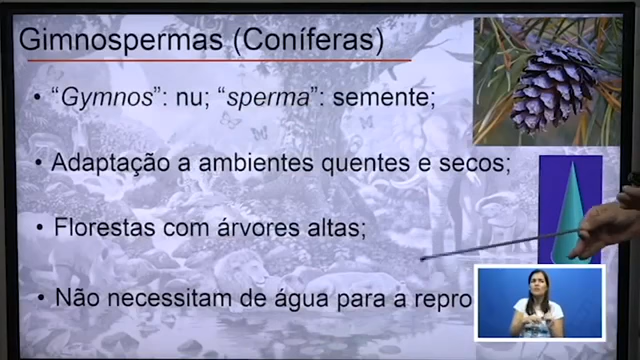 Gimnospermas (Coníferas)
• “Gymnos”: nu; “sperma”: semente;
• Adaptação a ambientes quentes e secos;
• Florestas com árvores altas;
• Não necessitam de água para a repro